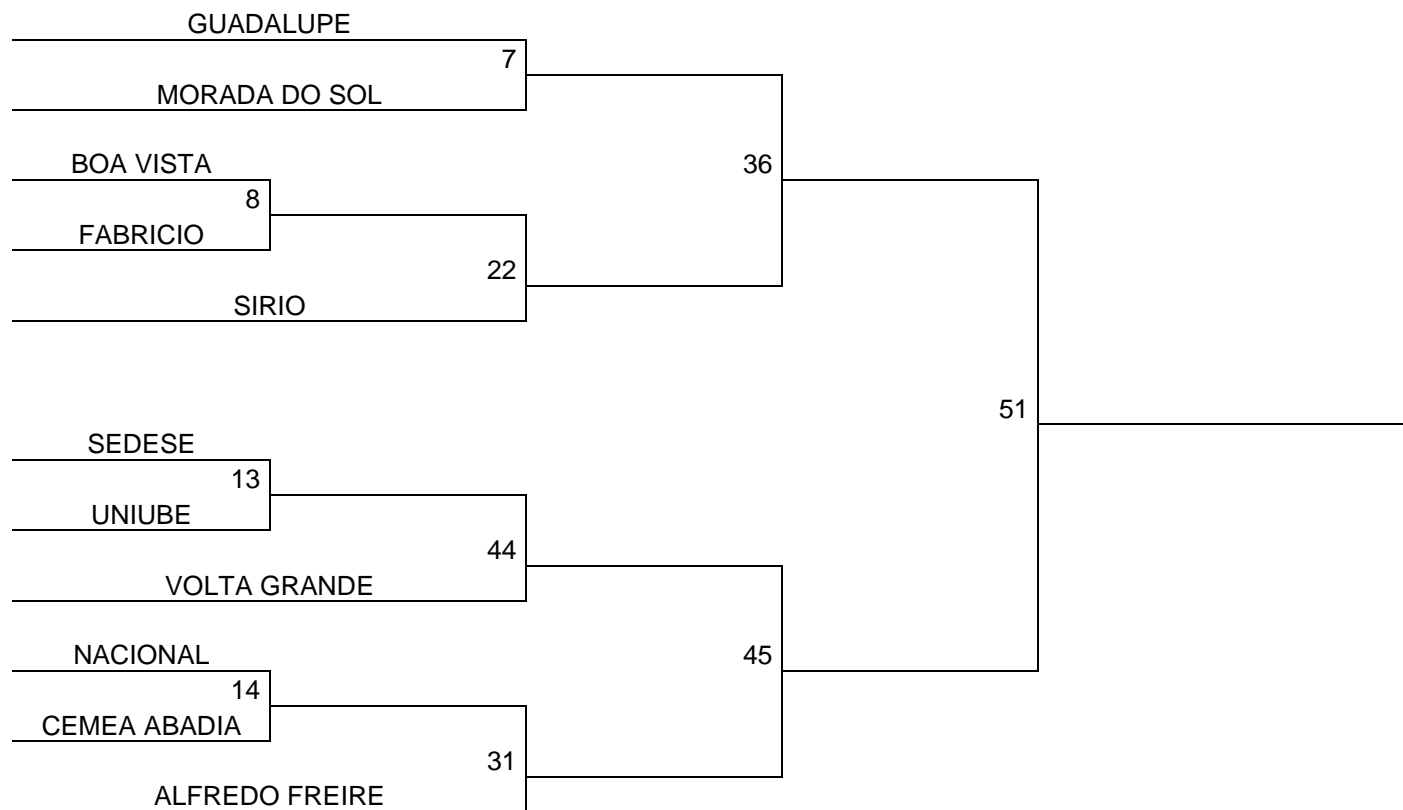 GUADALUPE
7
MORADA DO SOL
BOA VISTA
36
8
FABRICIO
22
SIRIO
51
SEDESE
13
UNIUBE
44
VOLTA GRANDE
NACIONAL
45
14
CEMEA ABADIA
31
ALFREDO FREIRE